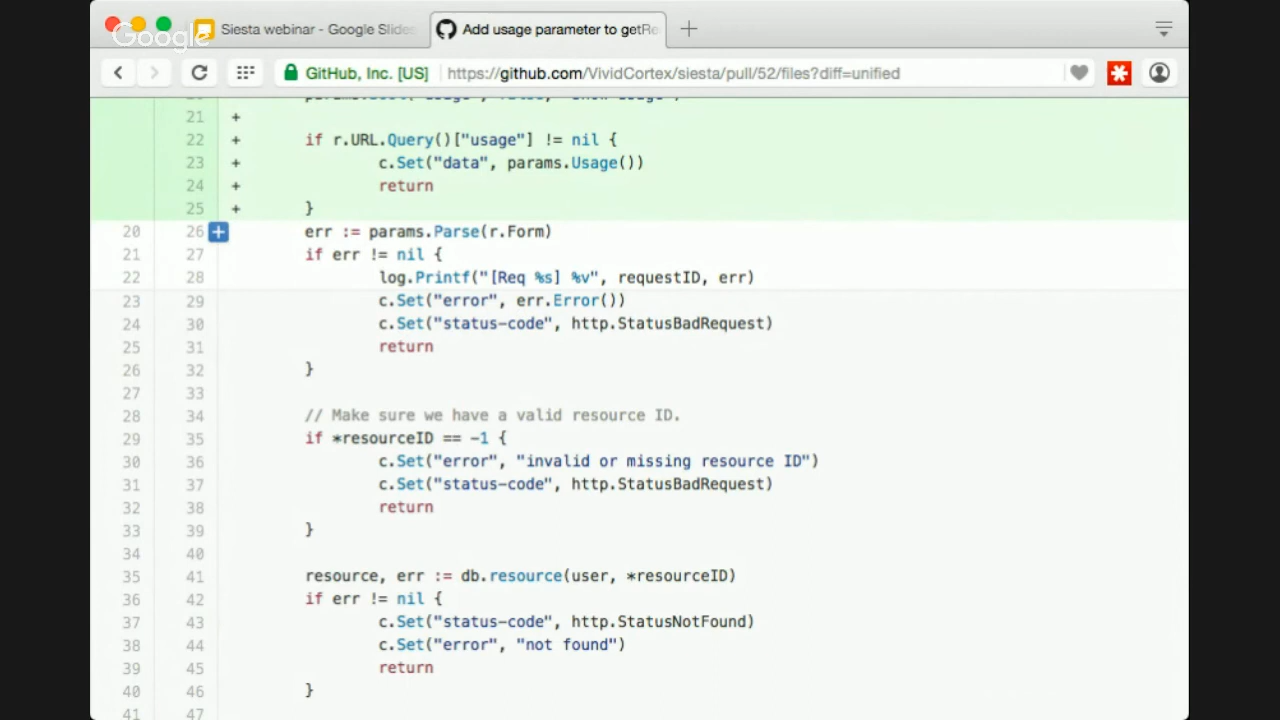 Google
Siesta webinar - Google Slides
Add usage parameter to getRe
GitHub, Inc. [US]
https://github.com/VividCortex/siesta/pull/52/files?diff=unified
21 +
22 + if r.URL.Query()["usage"] != nil {
23 + c.Set("data", params.Usage())
24 + return
25 + }
20 26 + err := params.Parse(r.Form)
21 27 if err != nil {
22 28 log.Printf("[Req %s] %v", requestID, err)
23 29 c.Set("error", err.Error())
24 30 c.Set("status-code", http.StatusBadRequest)
25 31 return
26 32 }
27 33
28 34 // Make sure we have a valid resource ID.
29 35 if *resourceID == -1 {
30 36 c.Set("error", "invalid or missing resource ID")
31 37 c.Set("status-code", http.StatusBadRequest)
32 38 return
33 39 }
34 40
35 41 resource, err := db.resource(user, *resourceID)
36 42 if err != nil {
37 43 c.Set("status-code", http.StatusNotFound)
38 44 c.Set("error", "not found")
39 45 return
40 46 }
41 47